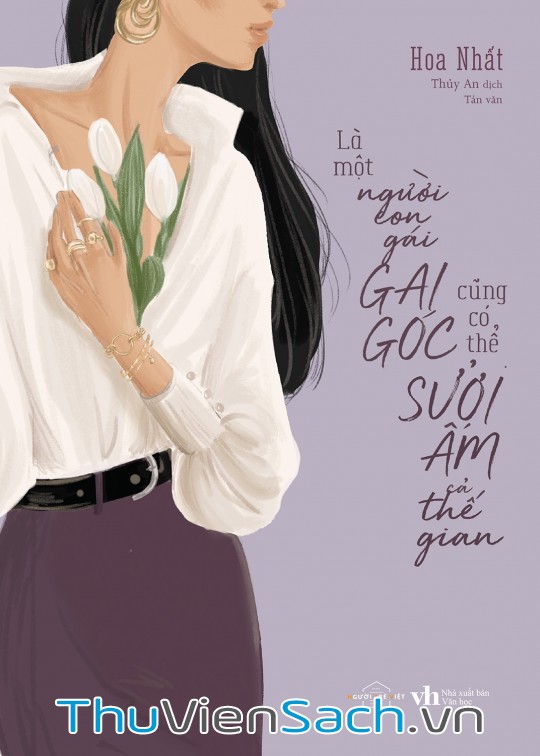 Hoa Nhất
Thủy An dịch
Tản văn
Là
một
người
con
gái
GAI
GÓC
cũng
có
thể
SƯỞI
ẤM
cả
thế
gian
vh
Nhà xuất bản
Văn học
ThuVienSach.vn